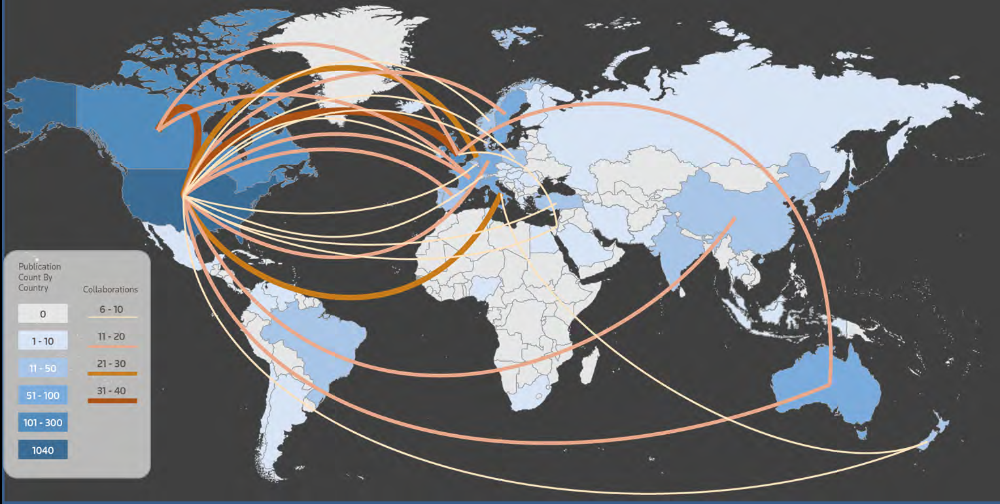 Publication
Count By
Country
Collaborations
0
6 - 10
1 - 10
11 - 20
11 - 50
21 - 30
51 - 100
31 - 40
101 - 300
1040